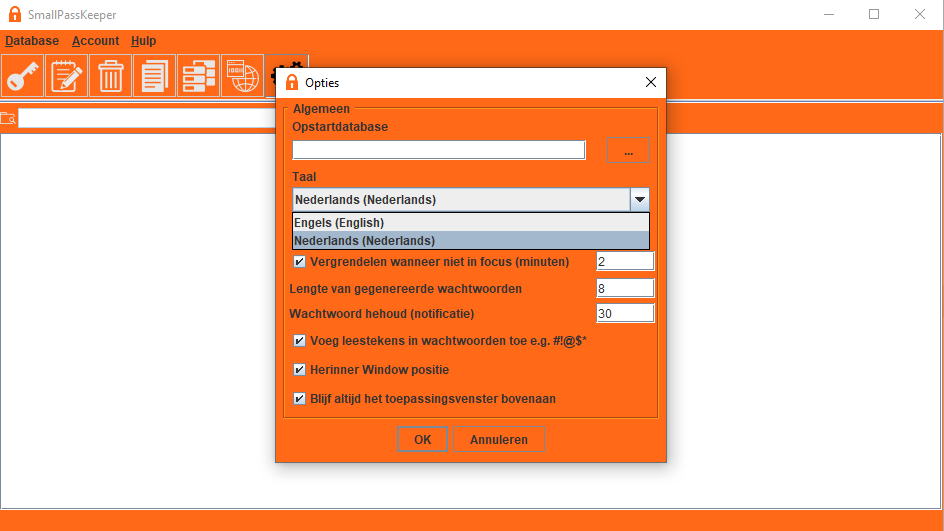 SmallPassKeeper
Database Account Hulp
Opties
Algemeen
Opstartdatabase
...
Taal
Nederlands (Nederlands)
Engels (English)
Nederlands (Nederlands)
Vergrendelen wanneer niet in focus (minuten) 2
Lengte van gegenereerde wachtwoorden 8
Wachtwoord hehoud (notificatie) 30
Voeg leestekens in wachtwoorden toe e.g. #!@$*
Herinner Window positie
Blijf altijd het toepassingsvenster bovenaan
OK Annuleren